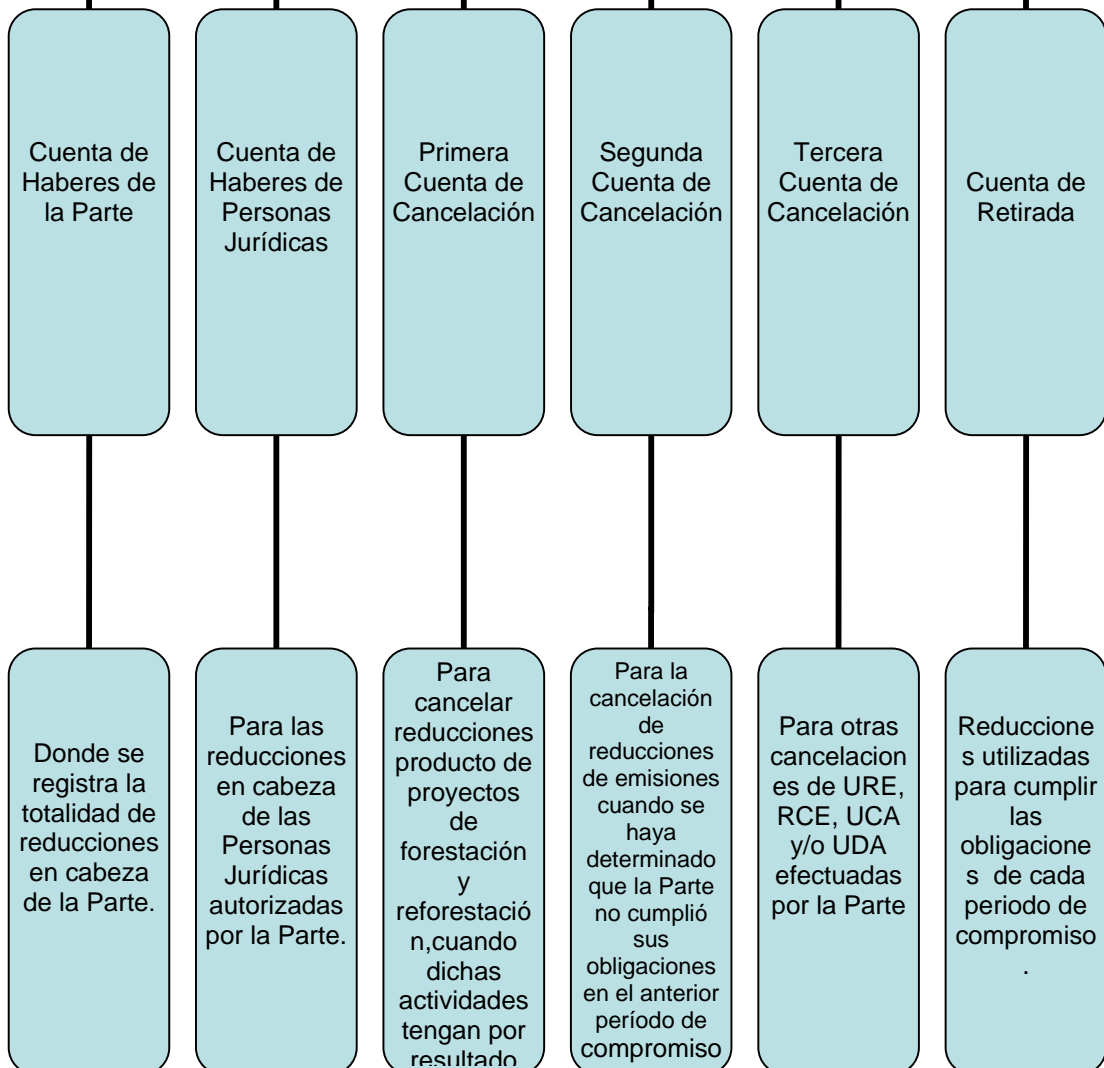 Cuenta de
Haberes de
la Parte
Cuenta de
Haberes de
Personas
Jurídicas
Primera
Cuenta de
Cancelación
Segunda
Cuenta de
Cancelación
Tercera
Cuenta de
Cancelación
Cuenta de
Retirada
Donde se
registra la
totalidad de
reducciones
en cabeza
de la Parte.
Para las
reducciones
en cabeza
de las
Personas
Jurídicas
autorizadas
por la Parte.
Para
cancelar
reducciones
producto de
proyectos
de
forestación
y
reforestació
n,cuando
dichas
actividades
tengan por
resultado
Para la
cancelación
de
reducciones
de emisiones
cuando se
haya
determinado
que la Parte
no cumplió
sus
obligaciones
en el anterior
período de
compromiso
Para otras
cancelacion
es de URE,
RCE, UCA
y/o UDA
efectuadas
por la Parte
Reduccione
s utilizadas
para cumplir
las
obligacione
s de cada
periodo de
compromiso
.